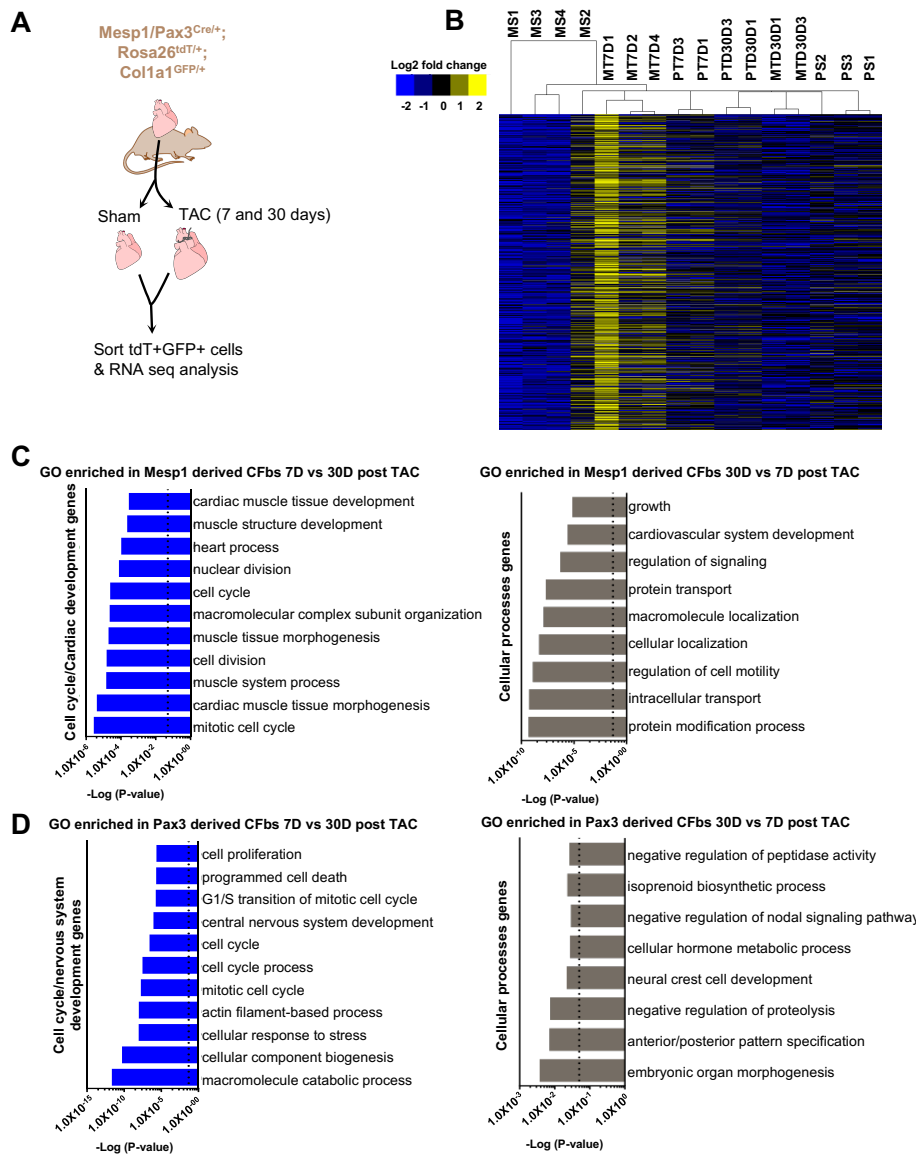 A
Mesp1/Pax3Cre/+;
Rosa26tdT/+;
Col1a1GFP/+
Sham
TAC (7 and 30 days)
Sort tdT+GFP+ cells
& RNA seq analysis
B
Log2 fold change
-2 -1 0 1 2
MS1
MS3
MS4
MS2
MT7D1
MT7D2
MT7D4
PT7D3
PT7D1
PTD30D3
PTD30D1
MTD30D1
MTD30D3
PS2
PS3
PS1
C
GO enriched in Mesp1 derived CFbs 7D vs 30D post TAC
Cell cycle/Cardiac development genes
cardiac muscle tissue development
muscle structure development
heart process
nuclear division
cell cycle
macromolecular complex subunit organization
muscle tissue morphogenesis
cell division
muscle system process
cardiac muscle tissue morphogenesis
mitotic cell cycle
1.0X10-6
1.0X10-4
1.0X10-2
1.0X10-00
-Log (P-value)
GO enriched in Mesp1 derived CFbs 30D vs 7D post TAC
Cellular processes genes
growth
cardiovascular system development
regulation of signaling
protein transport
macromolecule localization
cellular localization
regulation of cell motility
intracellular transport
protein modification process
1.0X10-10
1.0X10-5
1.0X10-00
-Log (P-value)
D
GO enriched in Pax3 derived CFbs 7D vs 30D post TAC
Cell cycle/nervous system
development genes
cell proliferation
programmed cell death
G1/S transition of mitotic cell cycle
central nervous system development
cell cycle
cell cycle process
mitotic cell cycle
actin filament-based process
cellular response to stress
cellular component biogenesis
macromolecule catabolic process
1.0X10-15
1.0X10-10
1.0X10-5
1.0X10-00
-Log (P-value)
GO enriched in Pax3 derived CFbs 30D vs 7D post TAC
Cellular processes genes
negative regulation of peptidase activity
isoprenoid biosynthetic process
negative regulation of nodal signaling pathway
cellular hormone metabolic process
neural crest cell development
negative regulation of proteolysis
anterior/posterior pattern specification
embryonic organ morphogenesis
1.0X10-3
1.0X10-2
1.0X10-1
1.0X100
-Log (P-value)